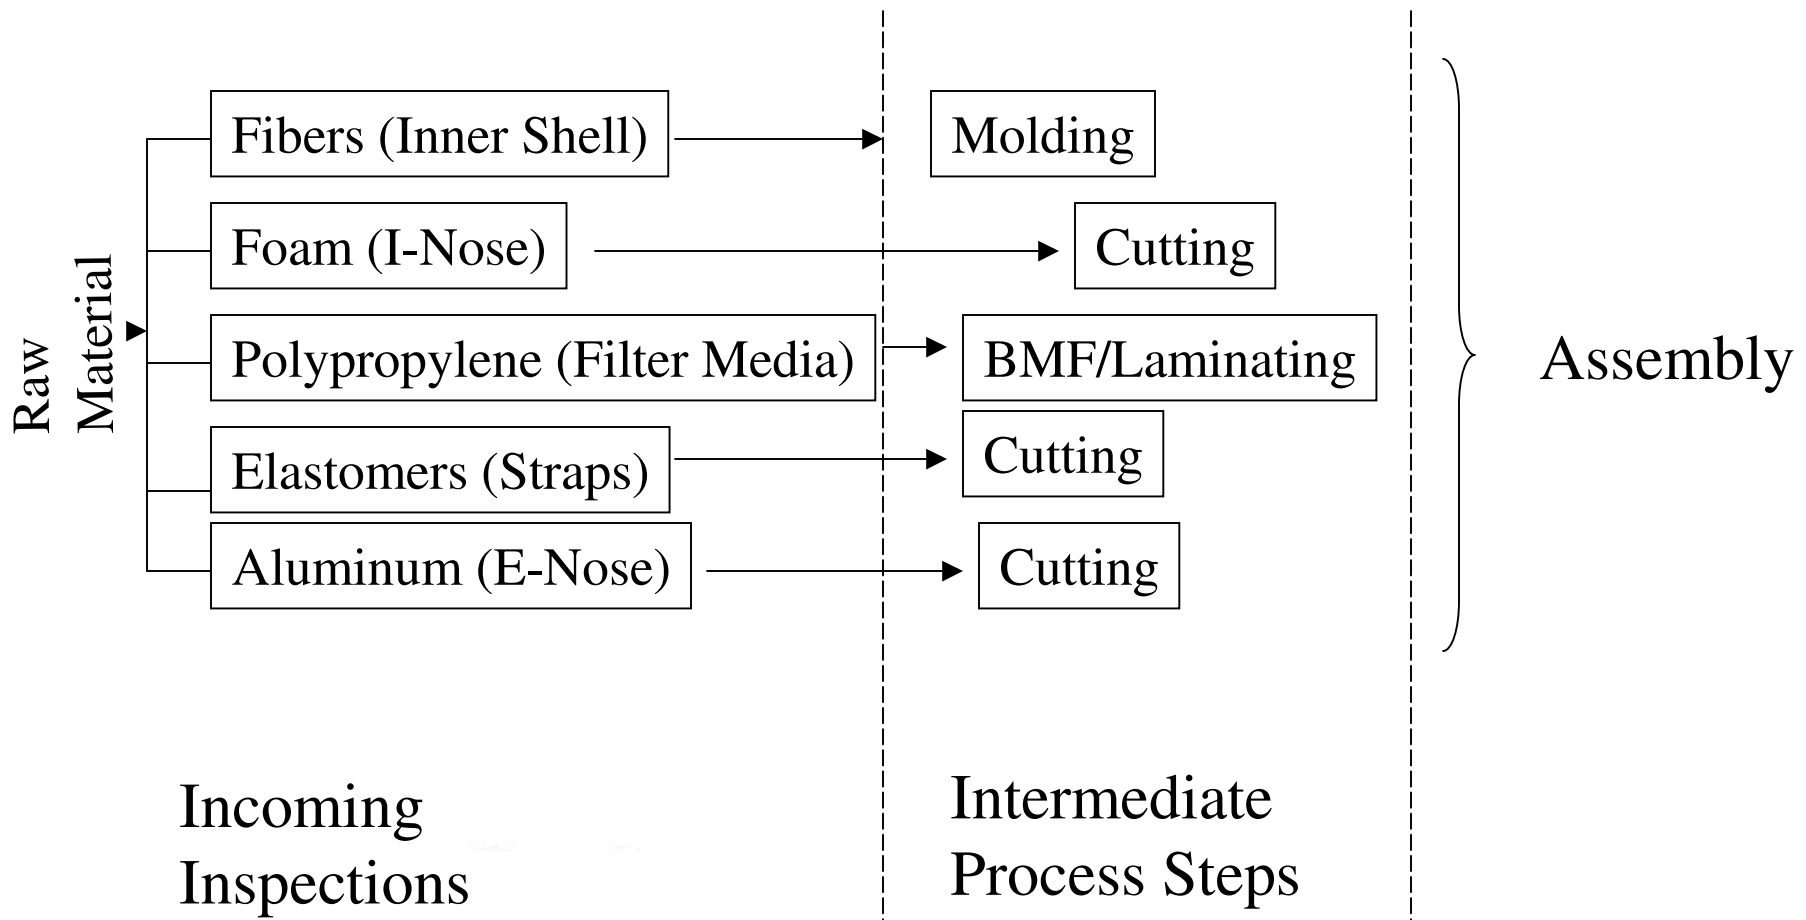 Raw
Material
Fibers (Inner Shell)
Molding
Foam (I-Nose)
Cutting
Polypropylene (Filter Media)
BMF/Laminating
Elastomers (Straps)
Cutting
Aluminum (E-Nose)
Cutting
Assembly
Incoming
Inspections
Intermediate
Process Steps